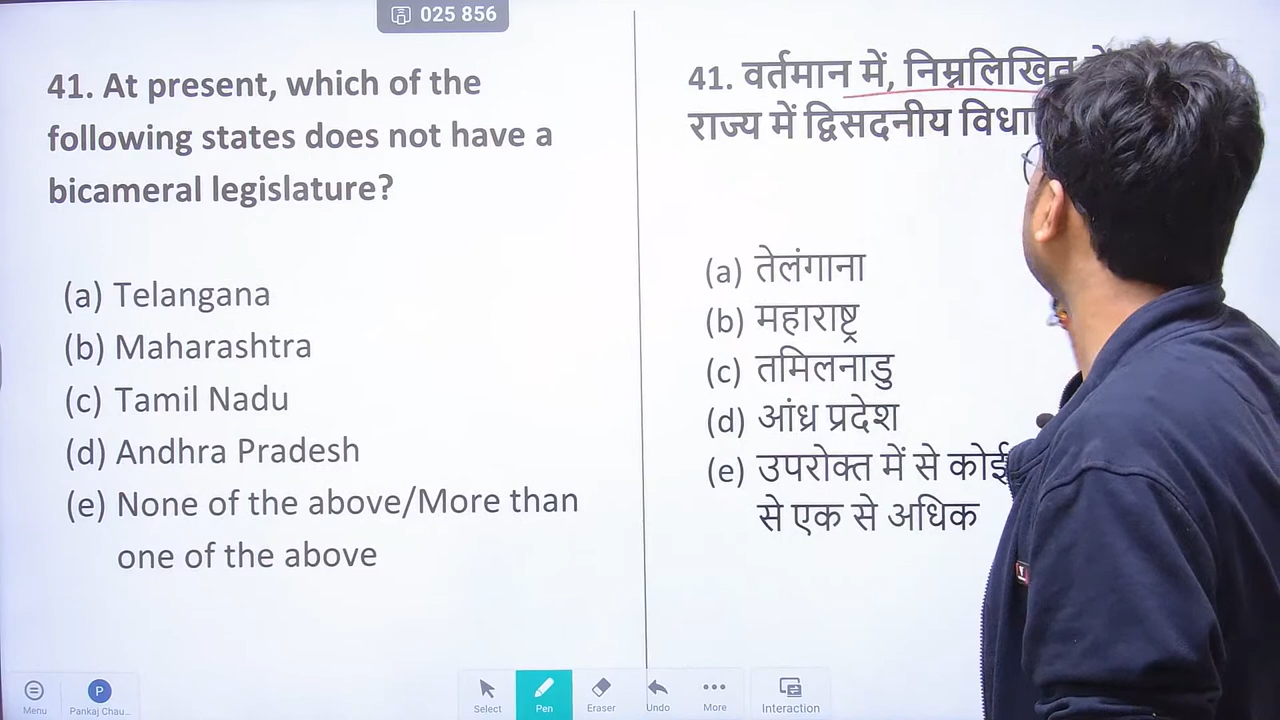 025 856
41. At present, which of the
following states does not have a
bicameral legislature?
(a) Telangana
(b) Maharashtra
(c) Tamil Nadu
(d) Andhra Pradesh
(e) None of the above/More than
one of the above
41. वर्तमान में, निम्नलिखित
राज्य में द्विसदनीय
(a) तेलंगाना
(b) महाराष्ट्र
(c) तमिलनाडु
(d) आंध्र प्रदेश
(e) उपरोक्त में से कोई
से एक से अधिक
Menu
P
Pankaj Chau...
Select
Pen
Eraser
Undo
More
Interaction